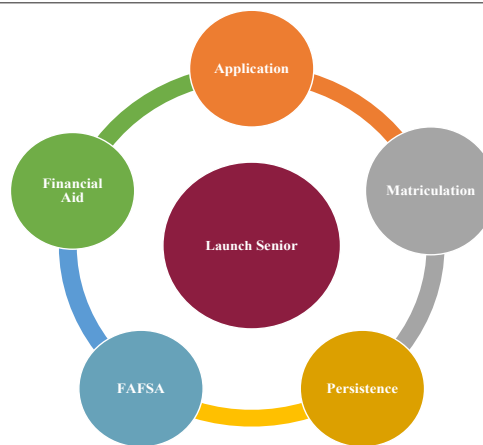 Application
Financial
Aid
Matriculation
Launch Senior
FAFSA
Persistence